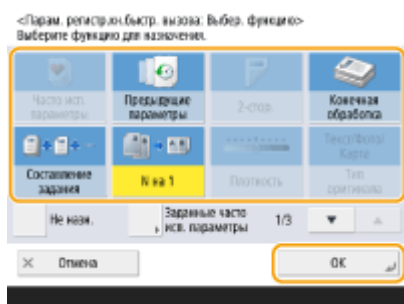 <Парам. регистр.кн.быстр. вызова: Выбер. функцию>
Выберите функцию для назначения.
Часто исп. параметры
Предыдущие параметры
2-стор.
Конечная обработка
Составление задания
N на 1
Плотность
Текст/Фото/Карта
Тип оригинала
Не назн.
Заданные часто исп. параметры
1/3
Отмена
OK